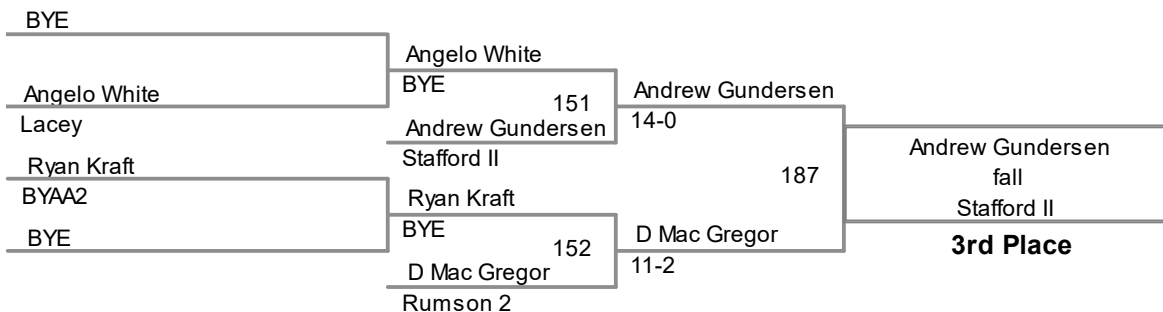 BYE
Angelo White
Lacey
Ryan Kraft
BYAA2
BYE
Angelo White
BYE
151
Andrew Gundersen
Stafford II
Ryan Kraft
BYE
152
D Mac Gregor
Rumson 2
Andrew Gundersen
14-0
187
D Mac Gregor
11-2
Andrew Gundersen
fall
Stafford II
3rd Place